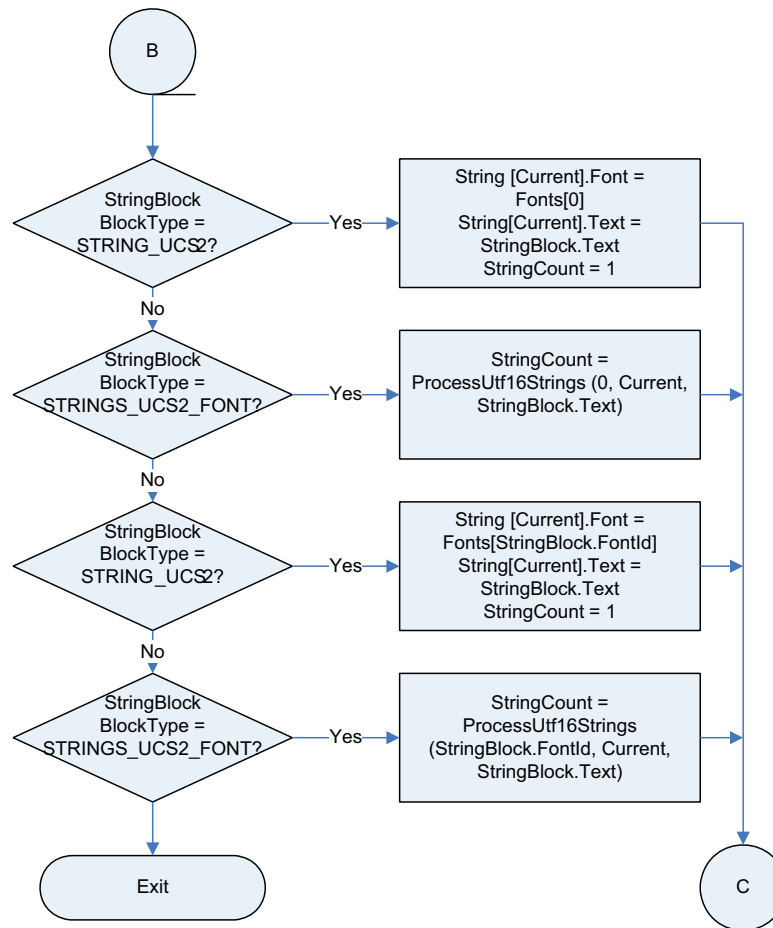 B
StringBlock
BlockType =
STRING_UCS2?
Yes
String [Current].Font =
Fonts[0]
String[Current].Text =
StringBlock.Text
StringCount = 1
No
StringBlock
BlockType =
STRINGS_UCS2_FONT?
Yes
StringCount =
ProcessUtf16Strings (0, Current,
StringBlock.Text)
No
StringBlock
BlockType =
STRING_UCS2?
Yes
String [Current].Font =
Fonts[StringBlock.FontId]
String[Current].Text =
StringBlock.Text
StringCount = 1
No
StringBlock
BlockType =
STRINGS_UCS2_FONT?
Yes
StringCount =
ProcessUtf16Strings
(StringBlock.FontId, Current,
StringBlock.Text)
Exit
C